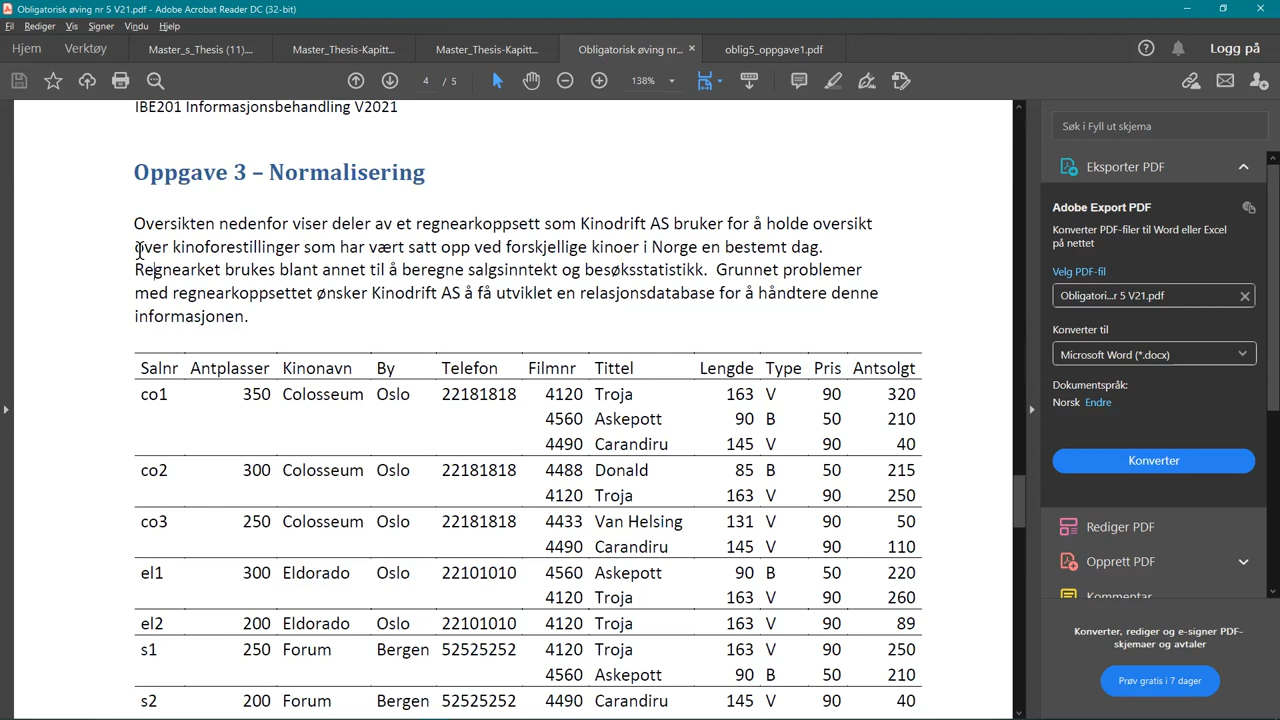 Obligatorisk øving nr 5 V21.pdf - Adobe Acrobat Reader DC (32-bit)
Fil Rediger Vis Signer Vindu Hjelp
Hjem Verktøy Master_s_Thesis (11).... Master_Thesis-Kapitt... Master_Thesis-Kapitt... Obligatorisk øving nr... × oblig5_oppgave1.pdf Logg på
4 / 5 138%
IBE201 Informasjonsbehandling V2021
Oppgave 3 – Normalisering
Oversikten nedenfor viser deler av et regnearkoppsett som Kinodrift AS bruker for å holde oversikt
over kinoforestillinger som har vært satt opp ved forskjellige kinoer i Norge en bestemt dag.
Regnearket brukes blant annet til å beregne salgsinntekt og besøksstatistikk. Grunnet problemer
med regnearkoppsettet ønsker Kinodrift AS å få utviklet en relasjonsdatabase for å håndtere denne
informasjonen.
Salnr Antplasser Kinonavn By Telefon Filmnr Tittel Lengde Type Pris Antsolgt
co1 350 Colosseum Oslo 22181818 4120 Troja 163 V 90 320
4560 Askepott 90 B 50 210
4490 Carandiru 145 V 90 40
co2 300 Colosseum Oslo 22181818 4488 Donald 85 B 50 215
4120 Troja 163 V 90 250
co3 250 Colosseum Oslo 22181818 4433 Van Helsing 131 V 90 50
4490 Carandiru 145 V 90 110
el1 300 Eldorado Oslo 22101010 4560 Askepott 90 B 50 220
4120 Troja 163 V 90 260
el2 200 Eldorado Oslo 22101010 4120 Troja 163 V 90 89
s1 250 Forum Bergen 52525252 4120 Troja 163 V 90 250
4560 Askepott 90 B 50 210
s2 200 Forum Bergen 52525252 4490 Carandiru 145 V 90 40
Søk i Fyll ut skjema
Eksporter PDF
Adobe Export PDF
Konverter PDF-filer til Word eller Excel
på nettet
Velg PDF-fil
Obligatori...r 5 V21.pdf
Konverter til
Microsoft Word (*.docx)
Dokumentspråk:
Norsk Endre
Konverter
Rediger PDF
Opprett PDF
Kommentar
Konverter, rediger og e-signer PDF-
skjemaer og avtaler
Prøv gratis i 7 dager